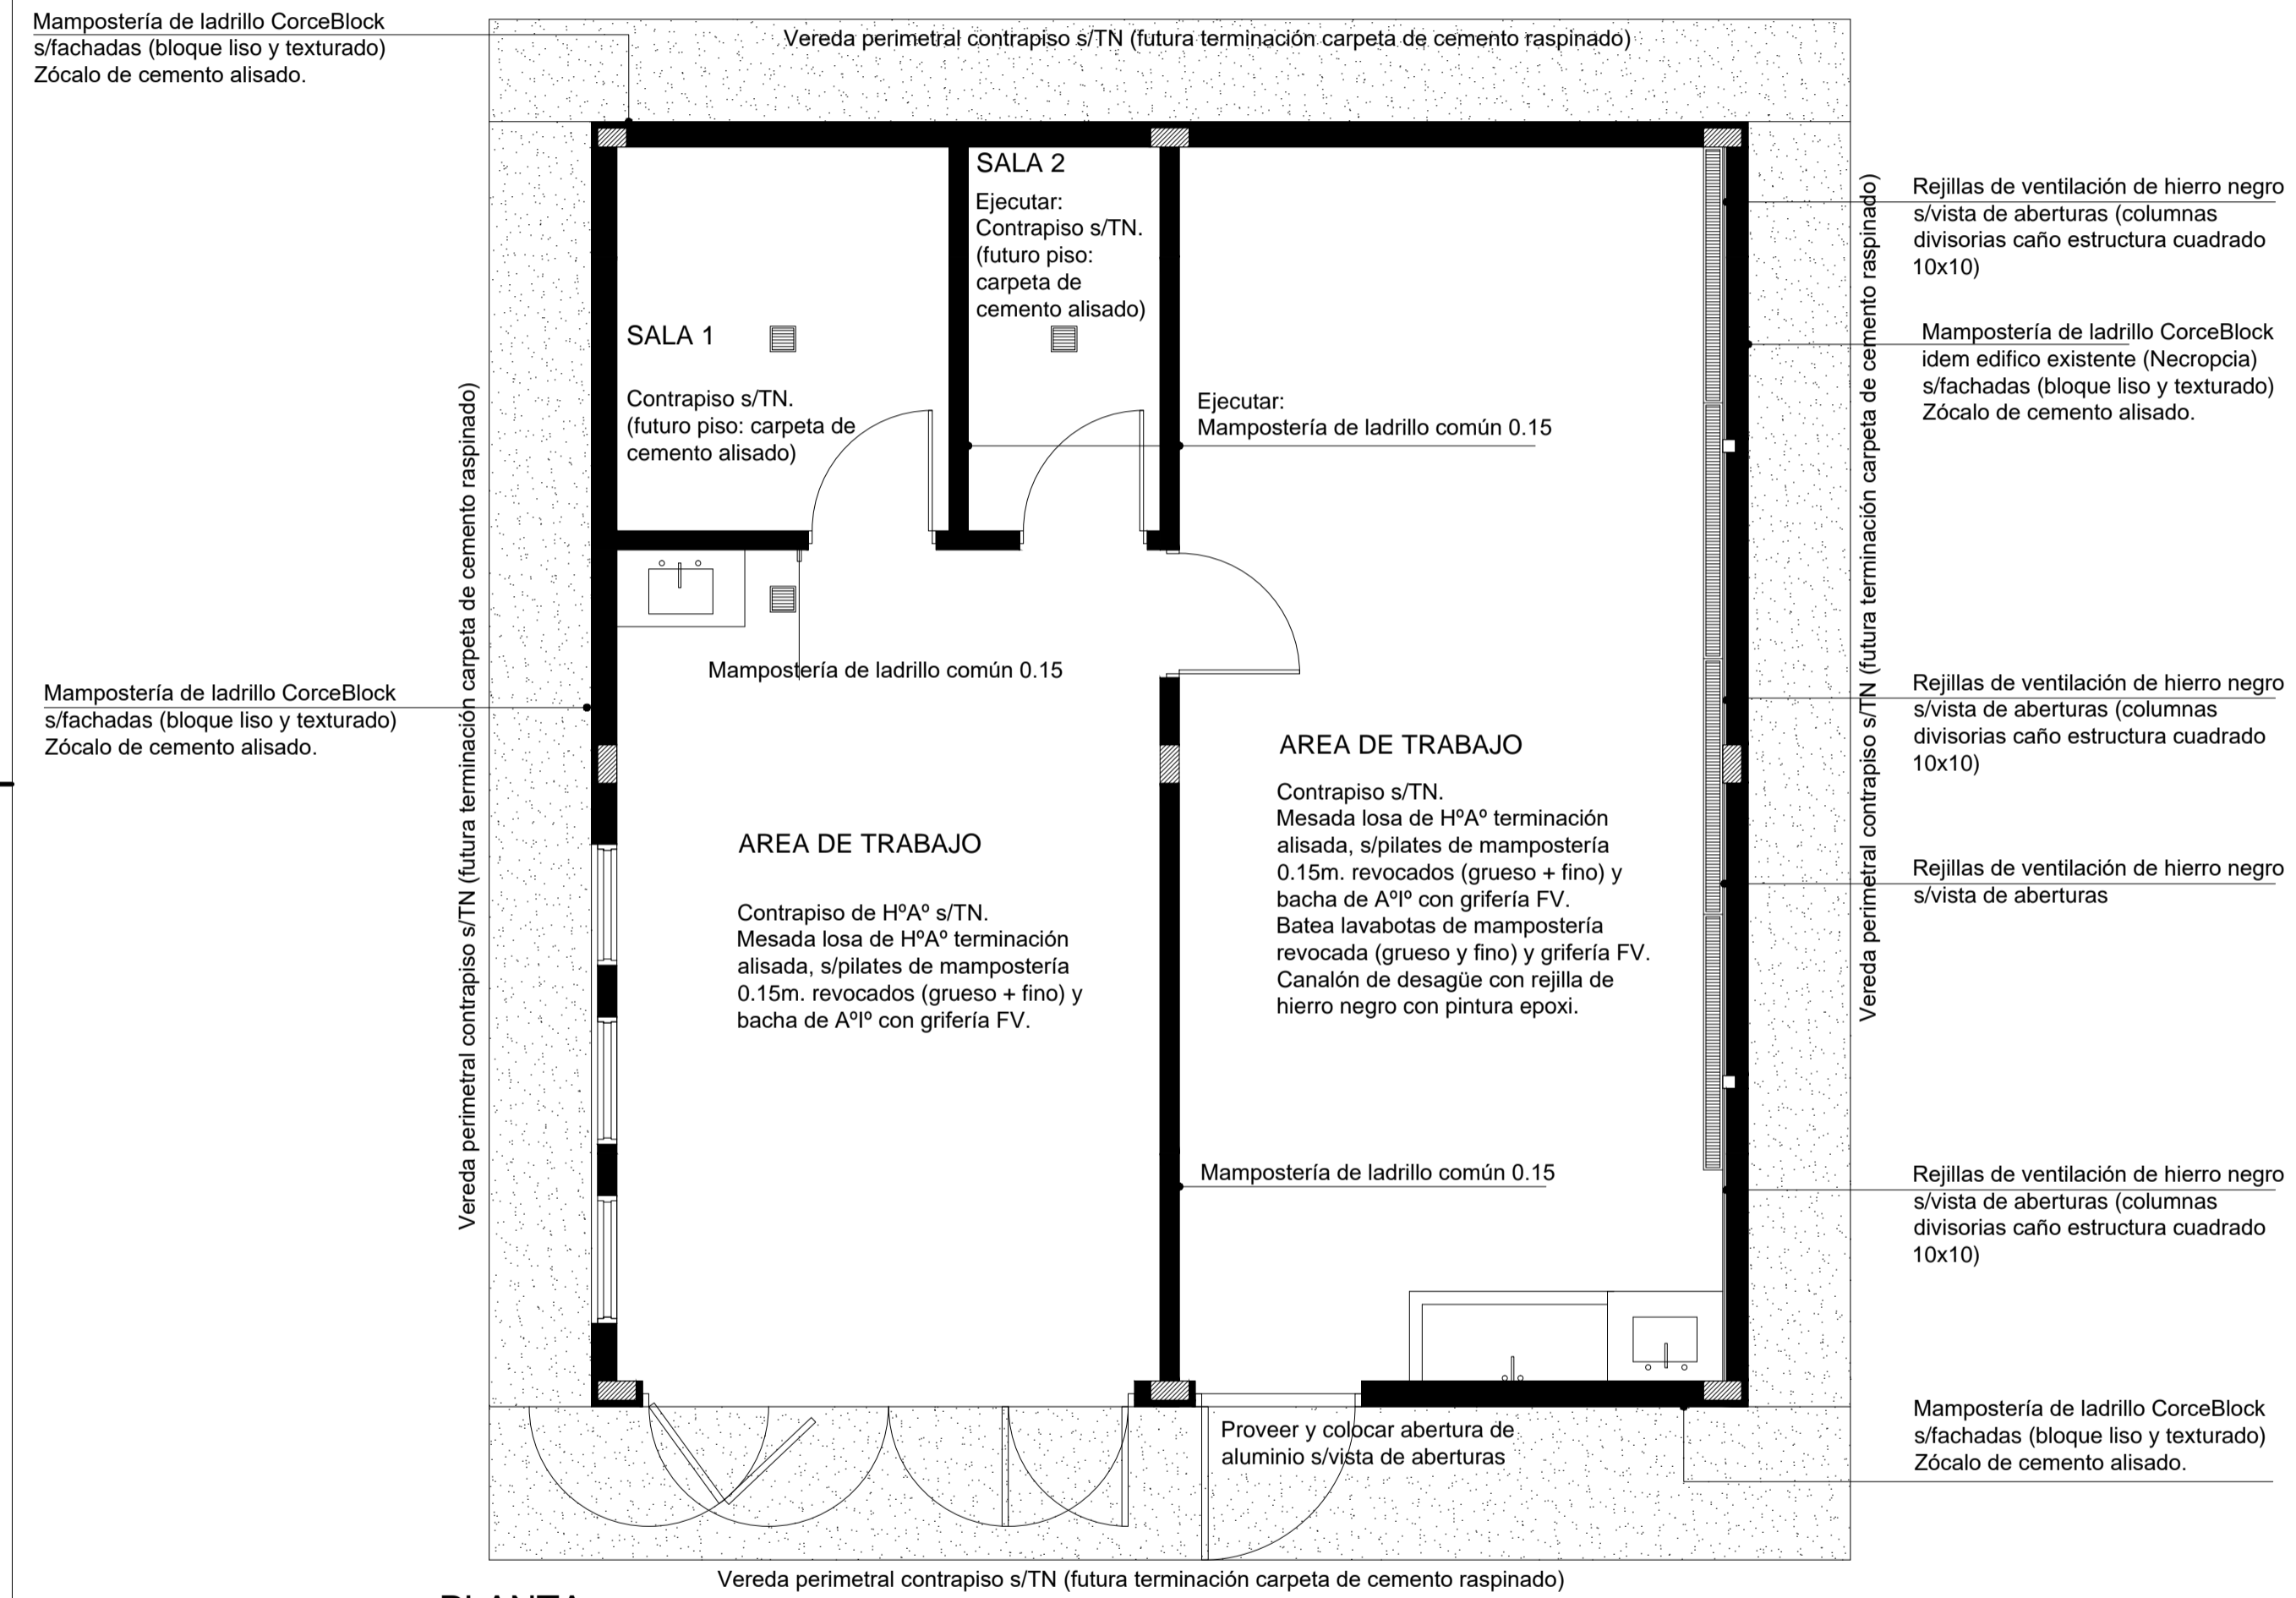 Mampostería de ladrillo CorceBlock
s/fachadas (bloque liso y texturado)
Zócalo de cemento alisado.
Vereda perimetral contrapiso s/TN (futura terminación carpeta de cemento raspinado)
SALA 2
Ejecutar:
Contrapiso s/TN.
(futuro piso:
carpeta de
cemento alisado)
SALA 1
Contrapiso s/TN.
(futuro piso: carpeta de
cemento alisado)
Ejecutar:
Mampostería de ladrillo común 0.15
Rejillas de ventilación de hierro negro
s/vista de aberturas (columnas
divisorias caño estructura cuadrado
10x10)
Mampostería de ladrillo CorceBlock
idem edifico existente (Necropcia)
s/fachadas (bloque liso y texturado)
Zócalo de cemento alisado.
Vereda perimetral contrapiso s/TN (futura terminación carpeta de cemento raspinado)
Vereda perimetral contrapiso s/TN (futura terminación carpeta de cemento raspinado)
Mampostería de ladrillo común 0.15
Mampostería de ladrillo CorceBlock
s/fachadas (bloque liso y texturado)
Zócalo de cemento alisado.
Rejillas de ventilación de hierro negro
s/vista de aberturas (columnas
divisorias caño estructura cuadrado
10x10)
AREA DE TRABAJO
Contrapiso s/TN.
Mesada losa de HºAº terminación
alisada, s/pilates de mampostería
0.15m. revocados (grueso + fino) y
bacha de AºIº con grifería FV.
Batea lavabotas de mampostería
revocada (grueso y fino) y grifería FV.
Canalón de desagüe con rejilla de
hierro negro con pintura epoxi.
AREA DE TRABAJO
Contrapiso de HºAº s/TN.
Mesada losa de HºAº terminación
alisada, s/pilates de mampostería
0.15m. revocados (grueso + fino) y
bacha de AºIº con grifería FV.
Rejillas de ventilación de hierro negro
s/vista de aberturas
Mampostería de ladrillo común 0.15
Rejillas de ventilación de hierro negro
s/vista de aberturas (columnas
divisorias caño estructura cuadrado
10x10)
Proveer y colocar abertura de
aluminio s/vista de aberturas
Mampostería de ladrillo CorceBlock
s/fachadas (bloque liso y texturado)
Zócalo de cemento alisado.
Vereda perimetral contrapiso s/TN (futura terminación carpeta de cemento raspinado)
PLANTA